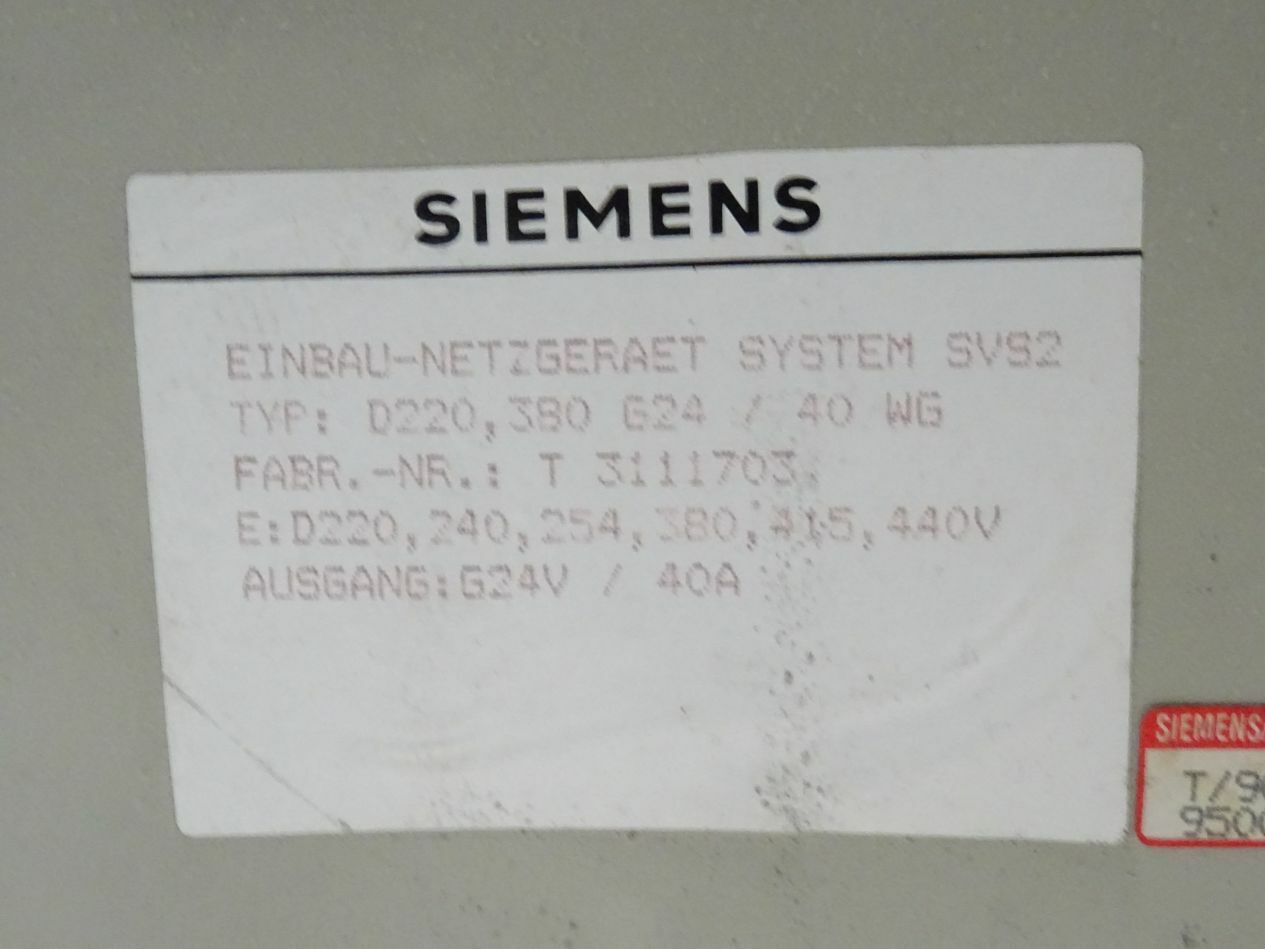 SIEMENS
EINBAU-NETZGERAET SYSTEM SVS2
TYP: D220,380 G24 / 40 WG
FABR.-NR.: T 3111703.
E:D220,240,254,380,415,440V
AUSGANG:G24V / 40A
SIEMENS